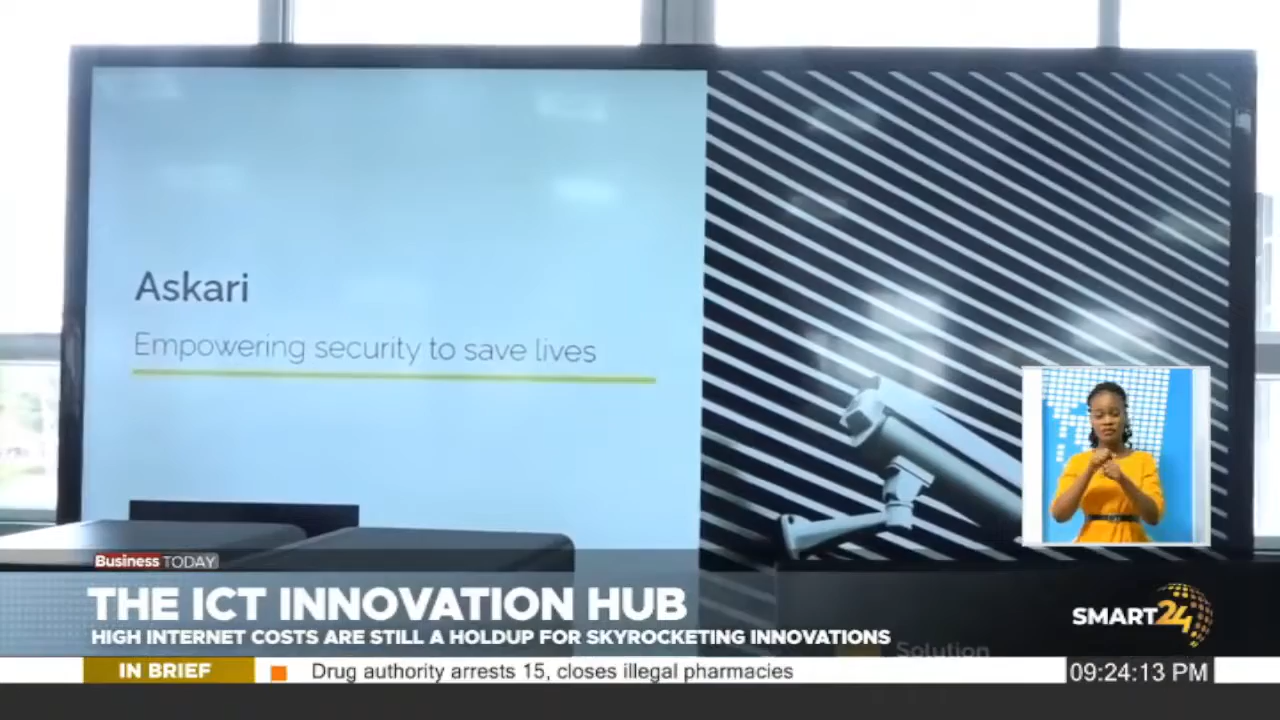 Askari
Empowering security to save lives
Business TODAY
THE ICT INNOVATION HUB
HIGH INTERNET COSTS ARE STILL A HOLDUP FOR SKYROCKETING INNOVATIONS
SMART24
Solution
IN BRIEF
Drug authority arrests 15, closes illegal pharmacies
09:24:13 PM